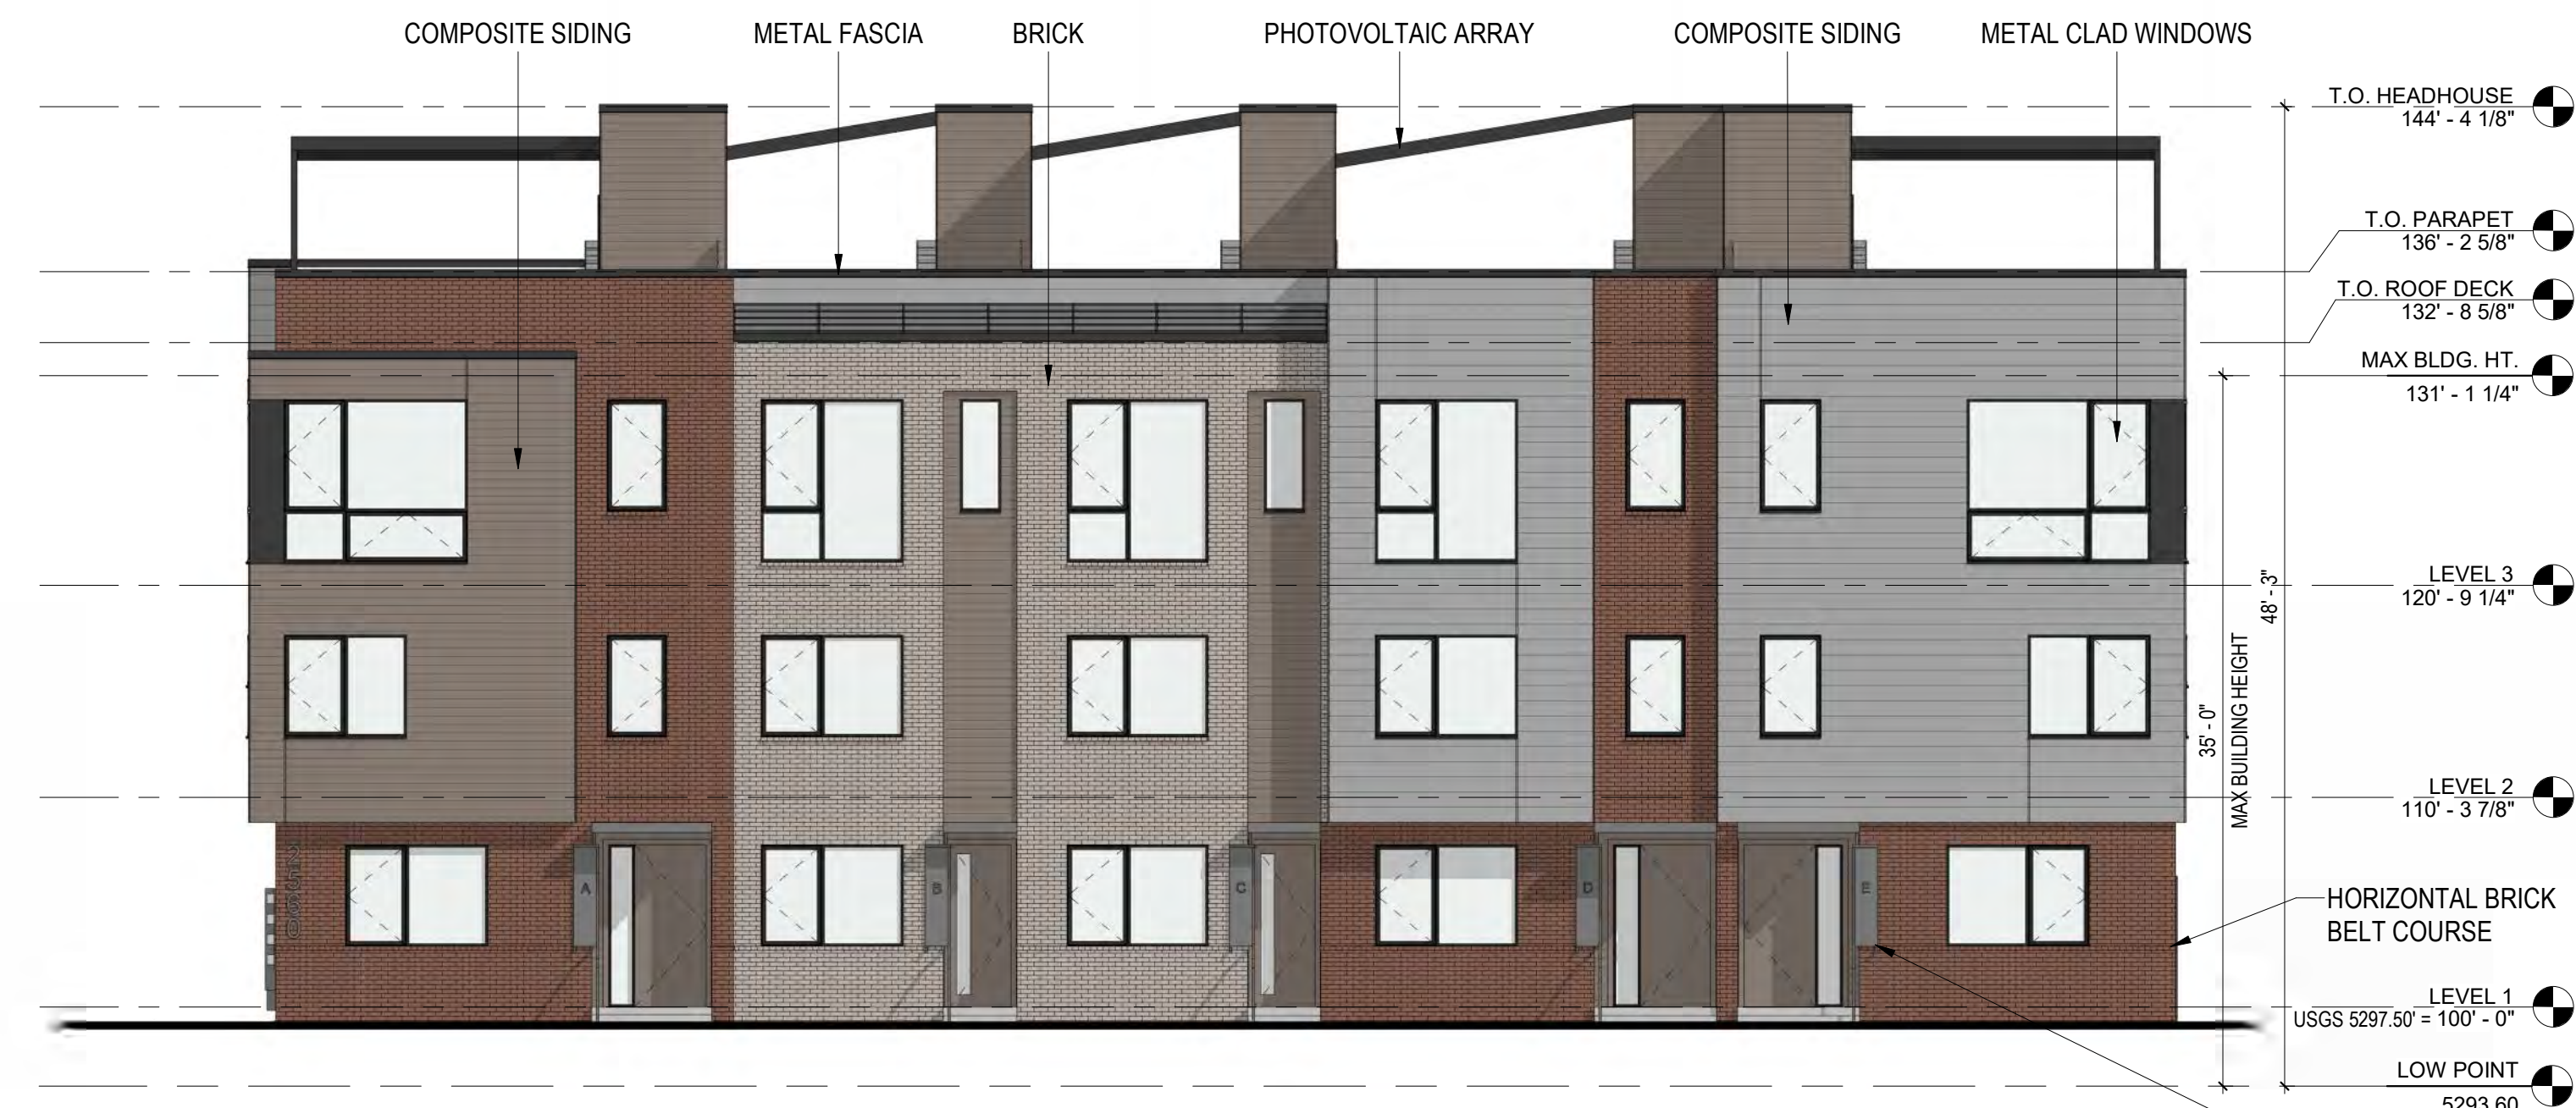 COMPOSITE SIDING
METAL FASCIA
BRICK
PHOTOVOLTAIC ARRAY
COMPOSITE SIDING
METAL CLAD WINDOWS
T.O. HEADHOUSE
144' - 4 1/8"
T.O. PARAPET
136' - 2 5/8"
T.O. ROOF DECK
132' - 8 5/8"
MAX BLDG. HT.
131' - 1 1/4"
LEVEL 3
120' - 9 1/4"
48' - 3"
35' - 0"
MAX BUILDING HEIGHT
LEVEL 2
110' - 3 7/8"
A
B
C
D
E
HORIZONTAL BRICK
BELT COURSE
LEVEL 1
USGS 5297.50' = 100' - 0"
LOW POINT
5293.60